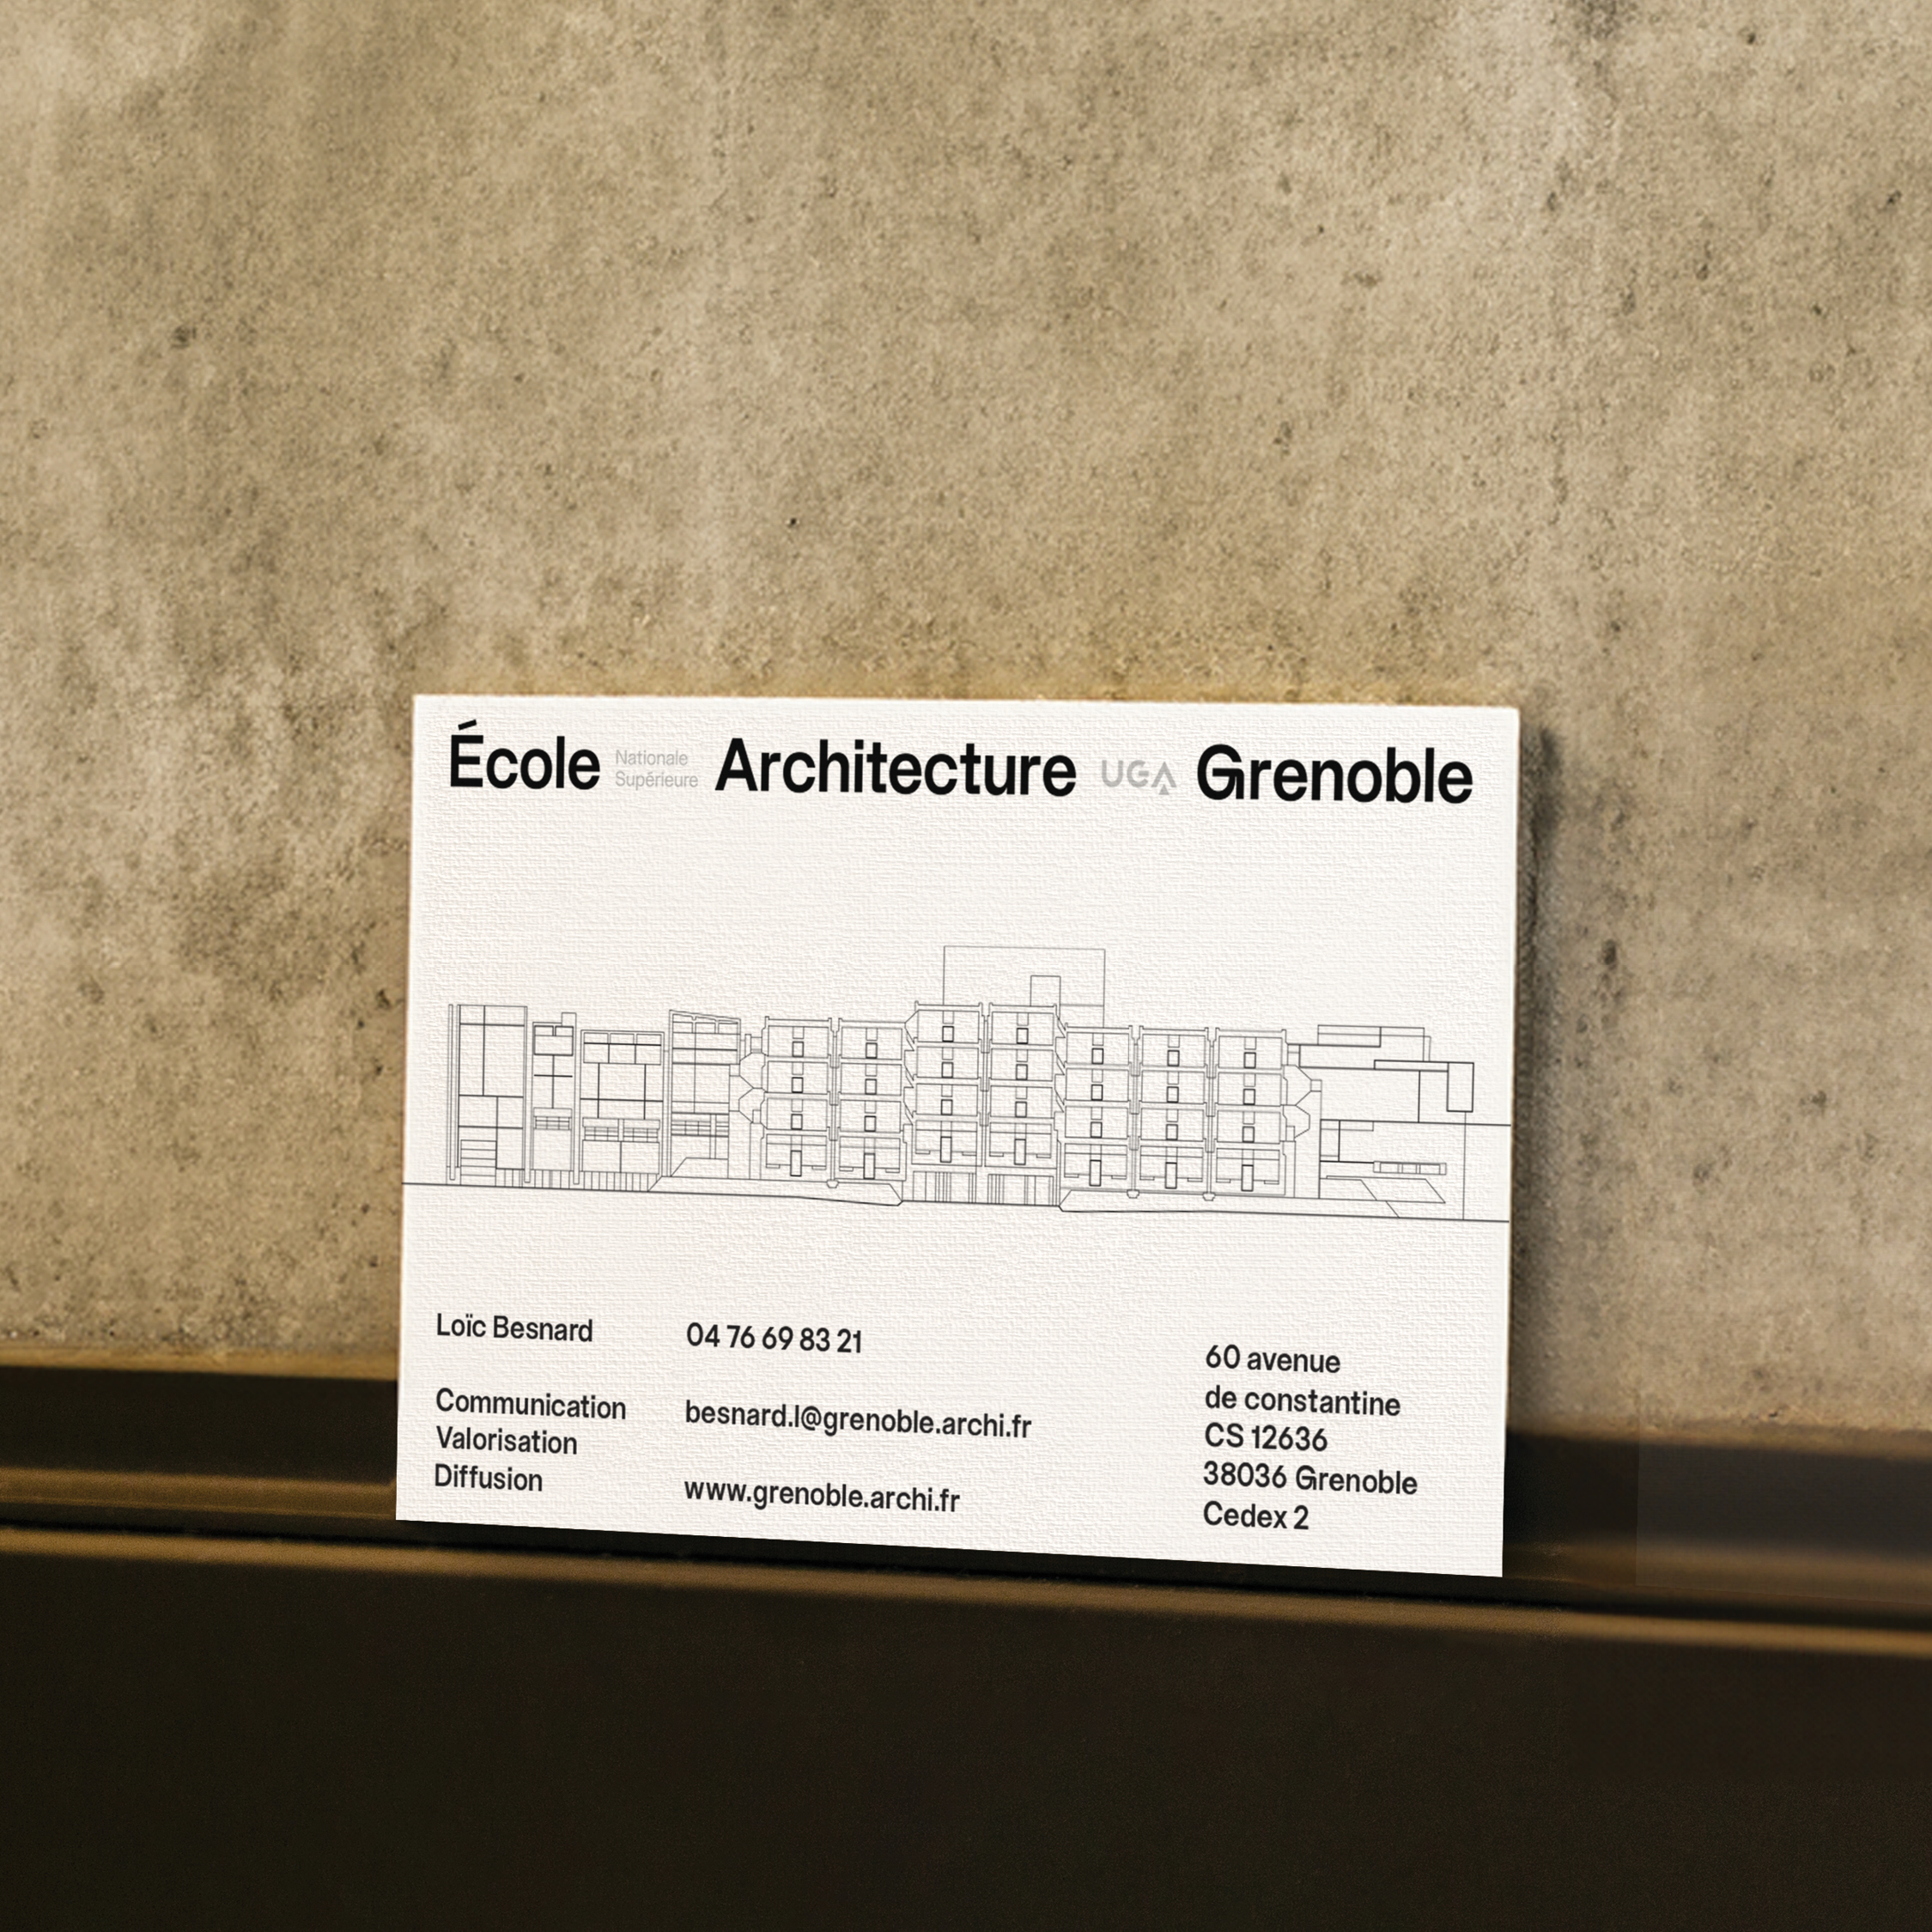 École Nationale Supérieure Architecture UGA Grenoble
Loïc Besnard
Communication
Valorisation
Diffusion
04 76 69 83 21
besnard.l@grenoble.archi.fr
www.grenoble.archi.fr
60 avenue
de constantine
CS 12636
38036 Grenoble
Cedex 2